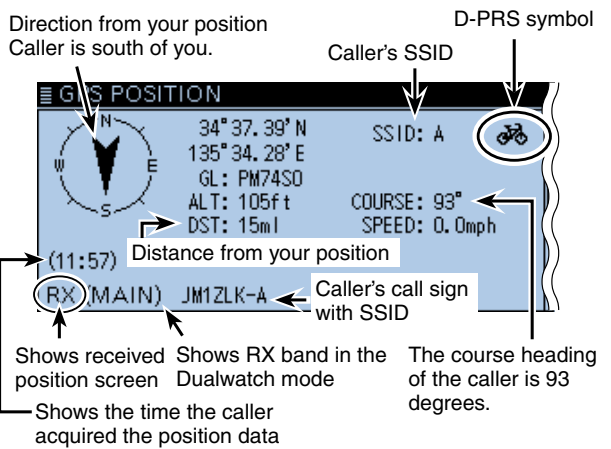 Direction from your position
Caller is south of you.
Caller's SSID
D-PRS symbol
GPS POSITION
N
W
E
S
34°37.39'N
135°34.28'E
GL: PM74SO
ALT: 105ft
DST: 15ml
SSID: A
COURSE: 93°
SPEED: 0.0mph
Distance from your position
(11:57)
RX (MAIN) JM1ZLK-A
Caller's call sign
with SSID
Shows received
position screen
Shows RX band in the
Dualwatch mode
The course heading
of the caller is 93
degrees.
Shows the time the caller
acquired the position data